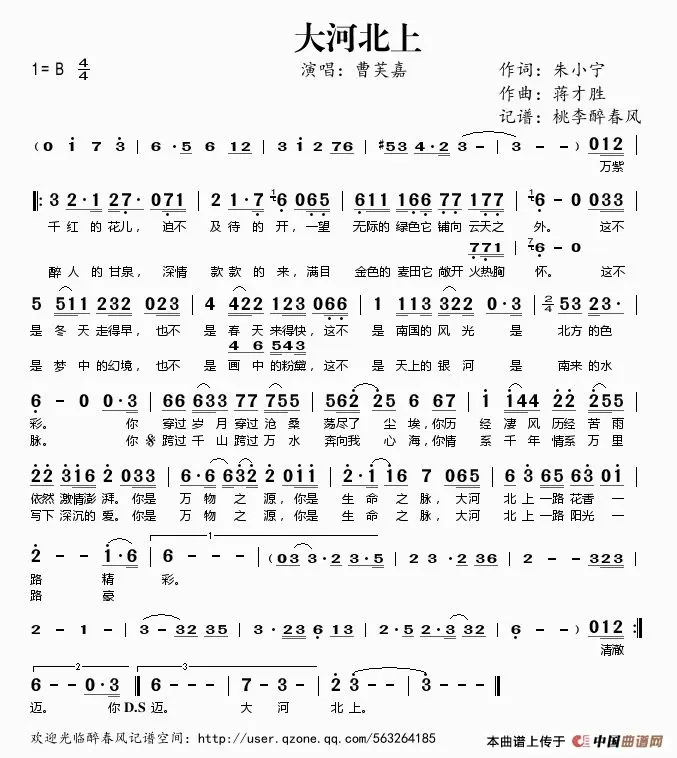 大河北上
1= B 4/4 演唱：曹芙嘉 作词：朱小宁
作曲：蒋才胜
记谱：桃李醉春风
(0 i 7 3 | 6·5 6 12 | 3 i 2 76 | #53 4·2 3 - | 3 - - ) 012 |
万紫
‖: 3 2·1 27· 071 | 2 1·7 6 065 | 611 166 77 177 | 6 - 0 033 |
千红的花儿，迫不 及待的开，一望 无际的绿色它铺向云天之 外。 这不
771 | 6 - 0
醉人的甘泉，深情 款款的来，满目 金色的麦田它敞开火热胸 怀。 这不
5 511 232 023 | 4 422 123 066 | 1 113 322 0·3 | 2/4 53 23· |
是冬天走得早，也不 是春天来得快，这不 是南国的风光 是 北方的色
4 6 543
是梦中的幻境，也不 是画中的粉黛，这不 是天上的银河 是 南来的水
6 - 0 0·3 | 66 633 77 755 | 562 25 6 67 | i i44 22 22 |
彩。 你 穿过岁月穿过沧桑 荡尽了尘埃，你历 经凄风历经苦雨
脉。 你 𝄋 跨过千山跨过万水 奔向我心海，你情 系千年情系万里
22 316 2 033 | 6·6 632 2 011 | 2·1 16 7 065 | 6 3 65 63 01 |
依然激情澎湃。你是 万物之源，你是 生命之脉，大河 北上一路花香一
写下深沉的爱。你是 万物之源，你是 生命之脉，大河 北上一路阳光一
1
2 - - i·6 | 6 - - - | (03 3·2 3 3·5 | 2 3·2 36 | 2 - - 323 |
路 精 彩。
路 豪
2 - 1 - | 3-32 35 | 3·23 6 13 | 2·5 2·3 32 | 6 - - ) 012 :‖
清澈
2 3
6 - - 0·3 ‖ 6 - - - | 7 - 3 - | 2 3 - - | 3 - - - ‖
迈。 你 D.S 迈。 大 河 北上。
欢迎光临醉春风记谱空间：http://user.qzone.qq.com/563264185
本曲谱上传于 中国曲谱网